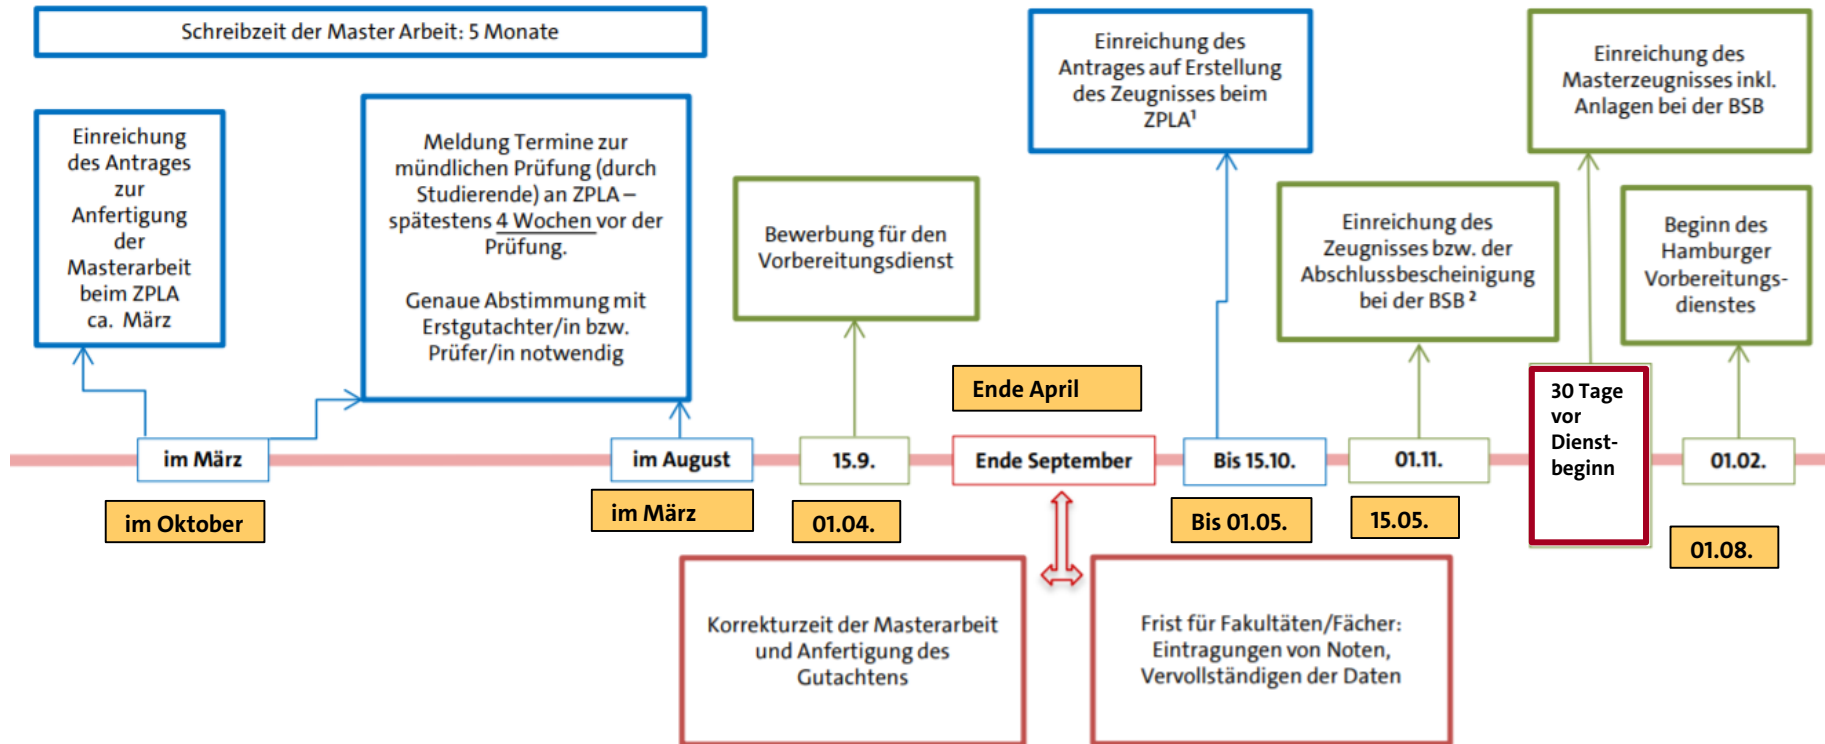 Schreibzeit der Master Arbeit: 5 Monate
Einreichung
des Antrages
zur
Anfertigung
der
Masterarbeit
beim ZPLA
ca. März
Meldung Termine zur
mündlichen Prüfung (durch
Studierende) an ZPLA –
spätestens 4 Wochen vor der
Prüfung.
Genaue Abstimmung mit
Erstgutachter/in bzw.
Prüfer/in notwendig
Bewerbung für den
Vorbereitungsdienst
Einreichung des
Antrages auf Erstellung
des Zeugnisses beim
ZPLA¹
Einreichung des
Zeugnisses bzw. der
Abschlussbescheinigung
bei der BSB ²
Einreichung des
Masterzeugnisses inkl.
Anlagen bei der BSB
Beginn des
Hamburger
Vorbereitungs-
dienstes
Ende April
im März
im August
15.9.
Ende September
Bis 15.10.
01.11.
30 Tage
vor
Dienst-
beginn
01.02.
im Oktober
im März
01.04.
Bis 01.05.
15.05.
01.08.
Korrekturzeit der Masterarbeit
und Anfertigung des
Gutachtens
Frist für Fakultäten/Fächer:
Eintragungen von Noten,
Vervollständigen der Daten